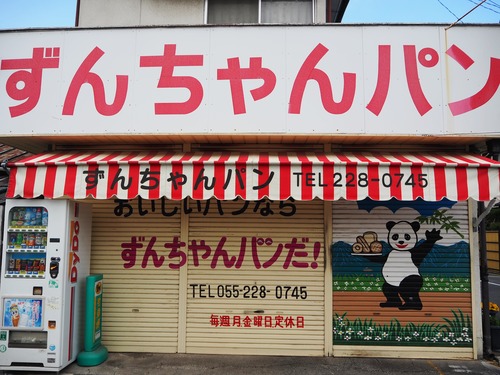 ずんちゃんパン
ずんちゃんパン TEL 228-0745
おいしいパンなら
ずんちゃんパンだ!
TEL 055-228-0745
毎週月金曜日定休日
DyDo